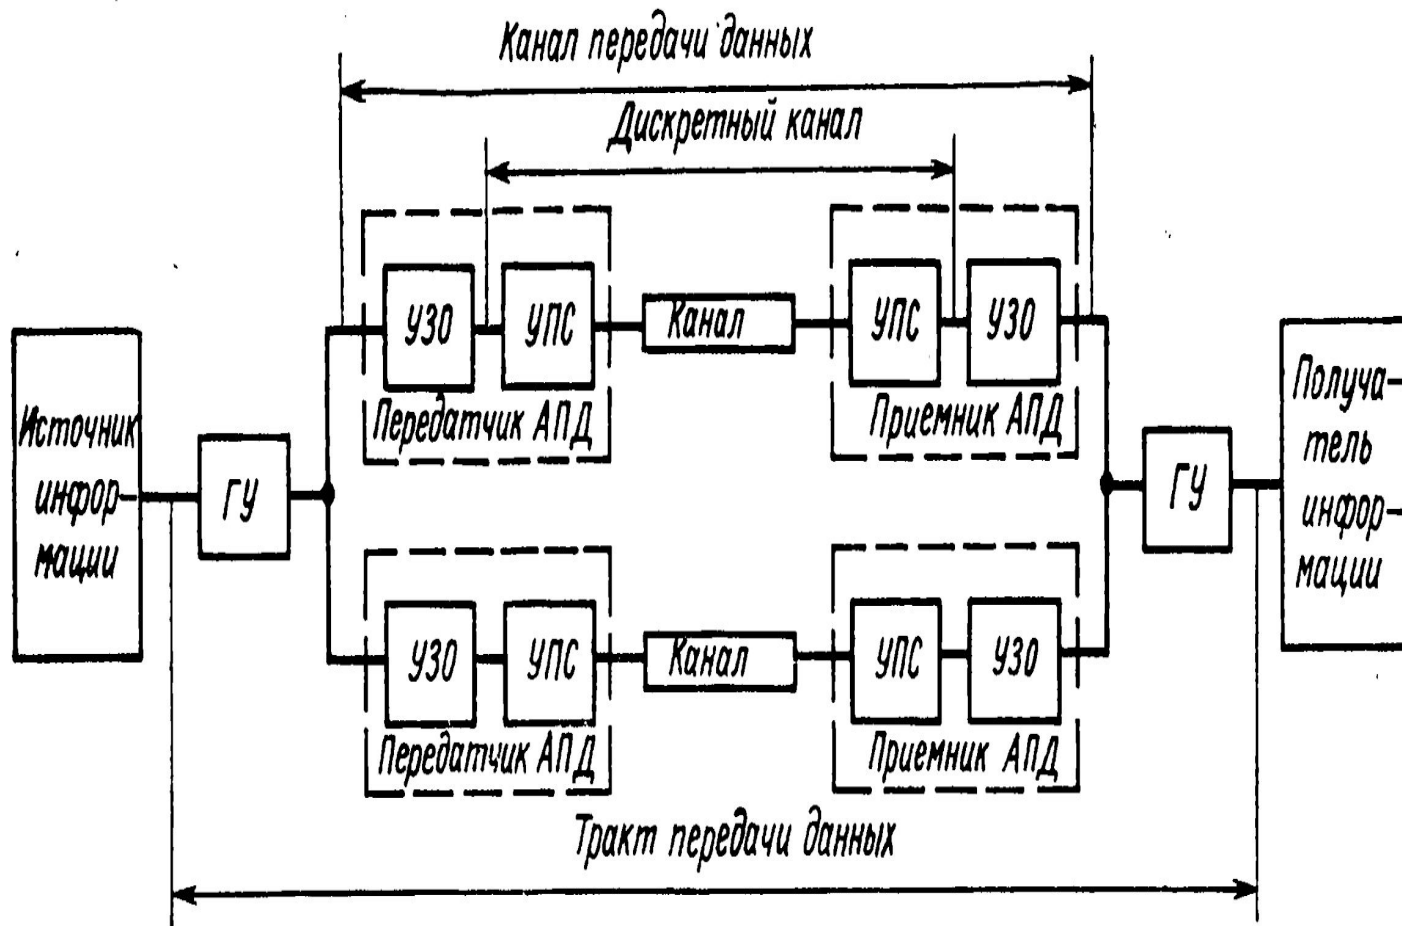 Канал передачи данных
Дискретный канал
УЗО
УПС
Канал
УПС
УЗО
Передатчик АПД
Приемник АПД
Источник
инфор-
мации
ГУ
ГУ
Получа-
тель
инфор-
мации
УЗО
УПС
Канал
УПС
УЗО
Передатчик АПД
Приемник АПД
Тракт передачи данных